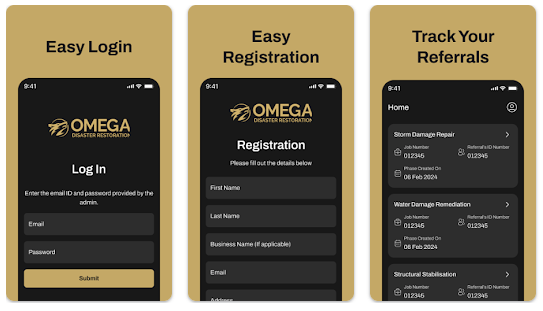 Easy Login
9:41
OMEGA
DISASTER RESTORATION
Log In
Enter the email ID and password provided by the
admin.
Email
Password
Submit
Easy
Registration
9:41
OMEGA
DISASTER RESTORATION
Registration
Please fill out the details below
First Name
Last Name
Business Name (If applicable)
Email
Address
Track Your
Referrals
9:41
Home
Storm Damage Repair
Job Number
012345
Referral's ID Number
012345
Phase Created On
06 Feb 2024
Water Damage Remediation
Job Number
012345
Referral's ID Number
012345
Phase Created On
06 Feb 2024
Structural Stabilisation
Job Number
012345
Referral's ID Number
012345